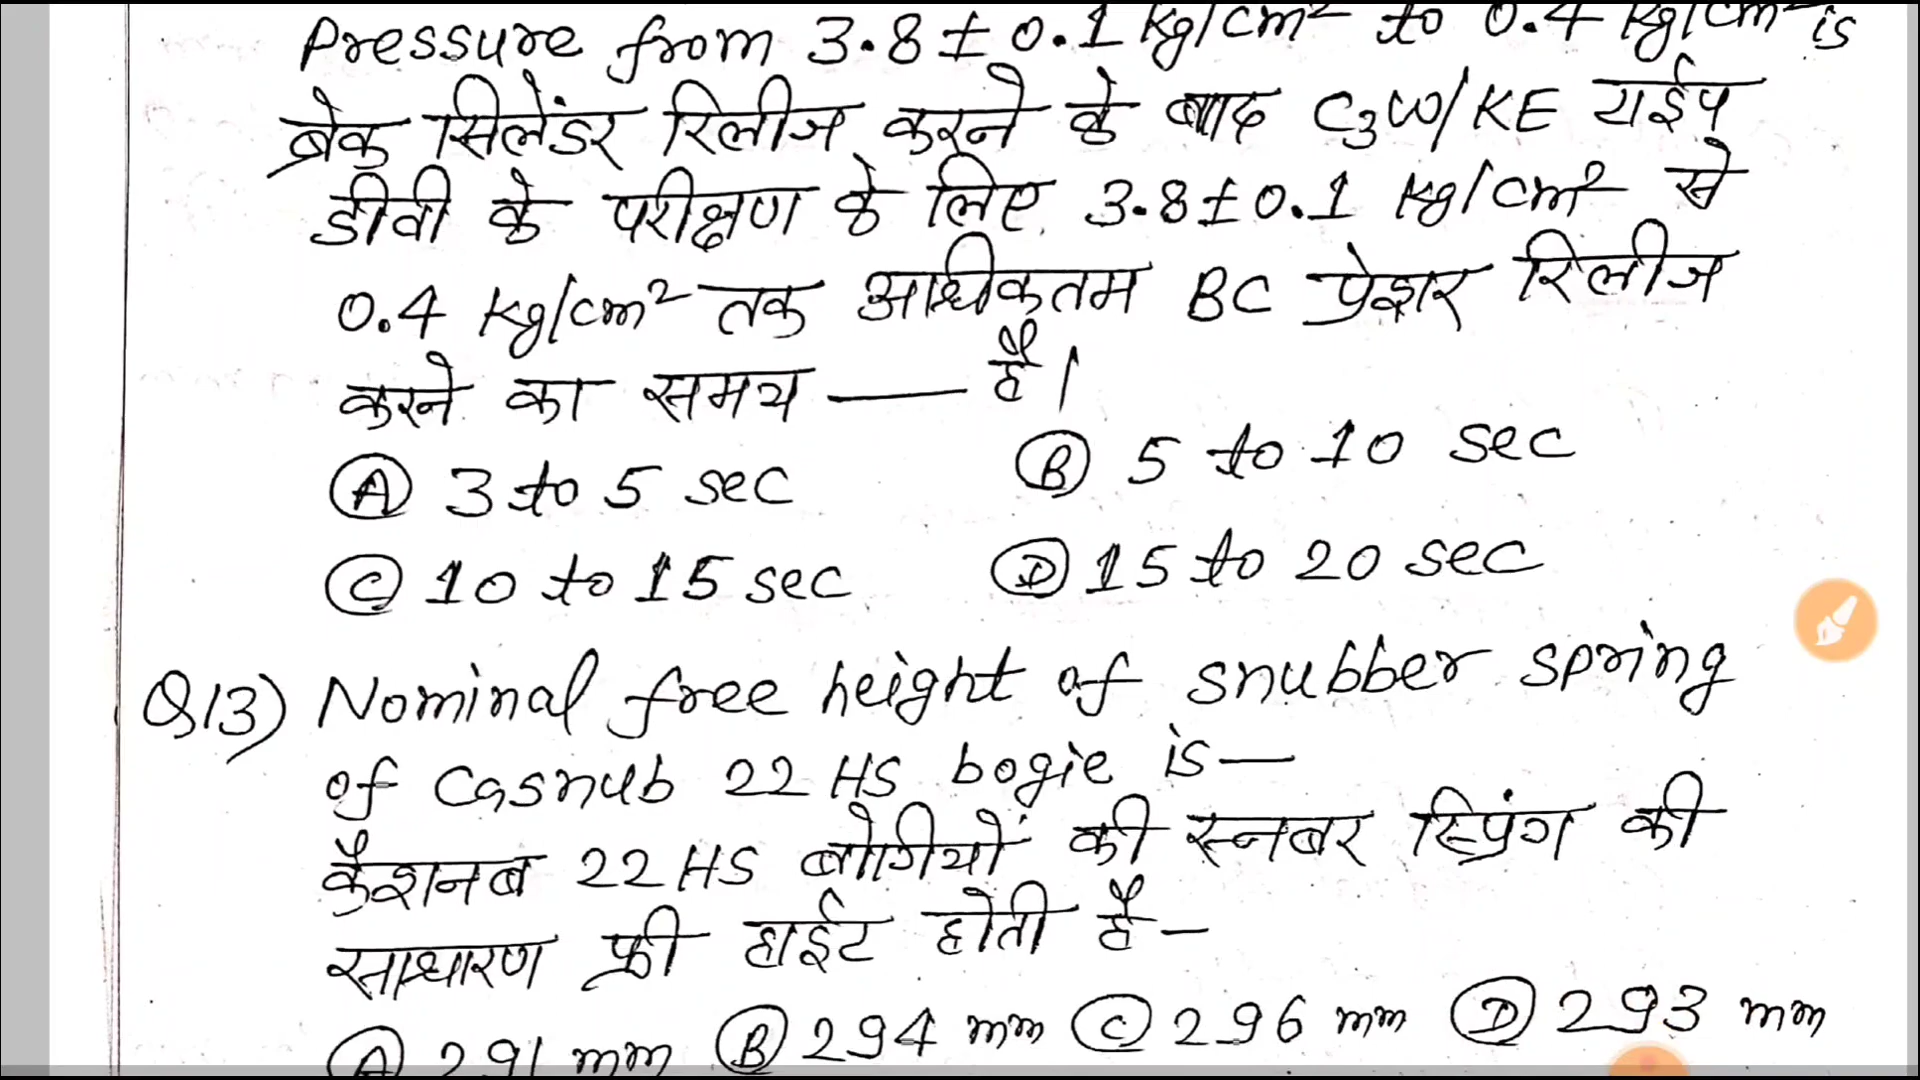 Pressure from 3.8 ± 0.1 kg/cm² to 0.4 kg/cm² is
ब्रेक सिलेंडर रिलीज करने के बाद C₃W/KE टाईप
डीवी के परीक्षण के लिए 3.8±0.1 kg/cm² से
0.4 kg/cm² तक अधिकतम BC प्रेशर रिलीज
करने का समय — है।
Ⓐ 3 to 5 sec Ⓑ 5 to 10 sec
Ⓒ 10 to 15 sec Ⓓ 15 to 20 sec
Q13) Nominal free height of snubber spring
of Casnub 22 HS bogie is—
कैशनब 22 HS बोगियों की स्नबर स्प्रिंग की
साधारण फ्री हाईट होती है-
Ⓐ 291 mm Ⓑ 294 mm Ⓒ 296 mm Ⓓ 293 mm